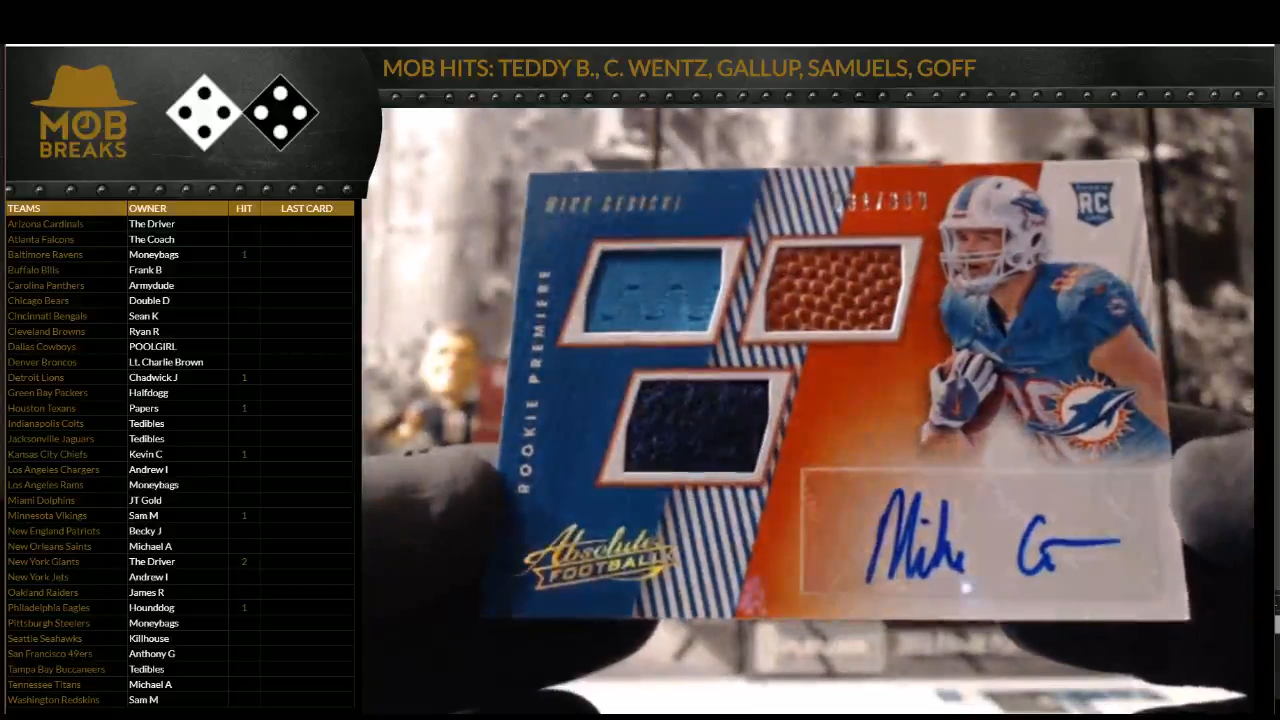 MOB HITS: TEDDY B., C. WENTZ, GALLUP, SAMUELS, GOFF
MOB
BREAKS
TEAMS OWNER HIT LAST CARD
Arizona Cardinals The Driver
Atlanta Falcons The Coach
Baltimore Ravens Moneybags 1
Buffalo Bills Frank B
Carolina Panthers Armydude
Chicago Bears Double D
Cincinnati Bengals Sean K
Cleveland Browns Ryan R
Dallas Cowboys POOLGIRL
Denver Broncos Lt. Charlie Brown
Detroit Lions Chadwick J 1
Green Bay Packers Halfdogg
Houston Texans Papers 1
Indianapolis Colts Tedibles
Jacksonville Jaguars Tedibles
Kansas City Chiefs Kevin C 1
Los Angeles Chargers Andrew I
Los Angeles Rams Moneybags
Miami Dolphins JT Gold
Minnesota Vikings Sam M 1
New England Patriots Becky J
New Orleans Saints Michael A
New York Giants The Driver 2
New York Jets Andrew I
Oakland Raiders James R
Philadelphia Eagles Hounddog 1
Pittsburgh Steelers Moneybags
Seattle Seahawks Killhouse
San Francisco 49ers Anthony G
Tampa Bay Buccaneers Tedibles
Tennessee Titans Michael A
Washington Redskins Sam M
MIKE GESICKI
RC
ROOKIE PREMIERE
Absolute
FOOTBALL
Mike G